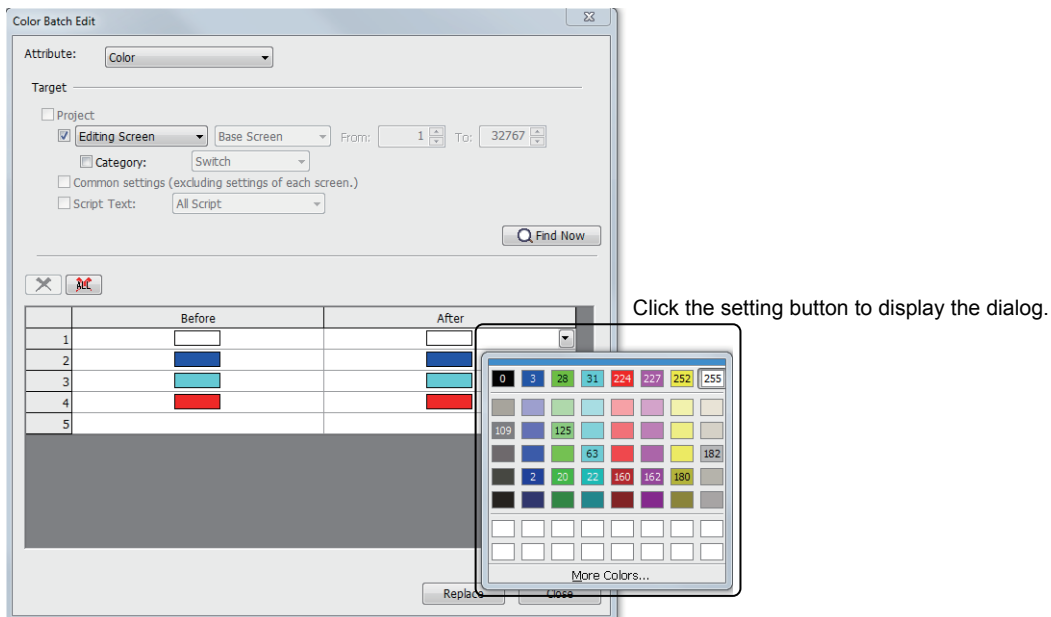 Color Batch Edit
Attribute: Color
Target
Project
Editing Screen Base Screen From: 1 To: 32767
Category: Switch
Common settings (excluding settings of each screen.)
Script Text: All Script
Find Now
ALL
Click the setting button to display the dialog.
Before After
1
2
3
4
5
0 3 28 31 224 227 252 255
109 125
63 182
2 20 22 160 162 180
More Colors...
Replace Close